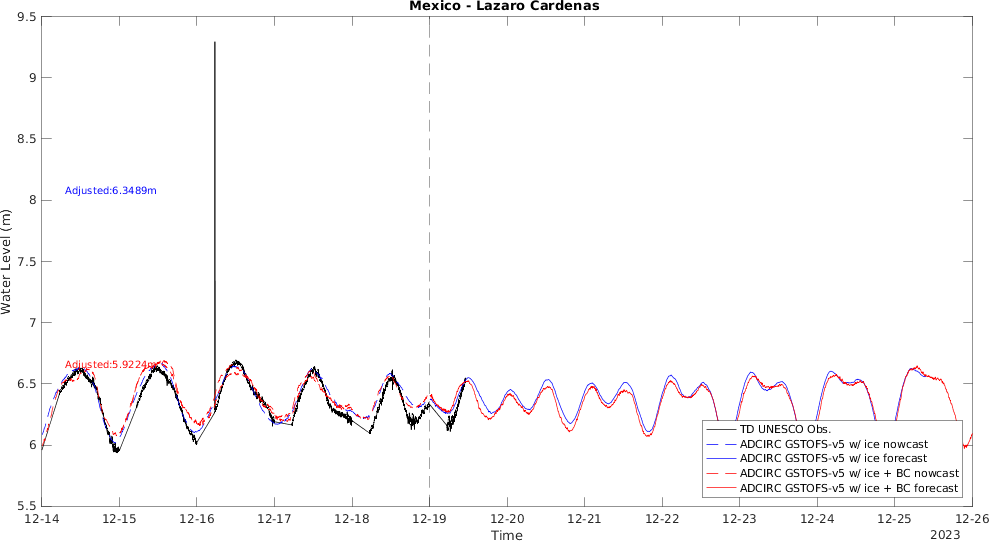 Mexico - Lazaro Cardenas
9.5
9
8.5
8
7.5
7
6.5
6
5.5
Water Level (m)
Adjusted:6.3489m
Adjusted:5.9224m
TD UNESCO Obs.
ADCIRC GSTOFS-v5 w/ ice nowcast
ADCIRC GSTOFS-v5 w/ ice forecast
ADCIRC GSTOFS-v5 w/ ice + BC nowcast
ADCIRC GSTOFS-v5 w/ ice + BC forecast
12-14 12-15 12-16 12-17 12-18 12-19 12-20 12-21 12-22 12-23 12-24 12-25 12-26
Time
2023